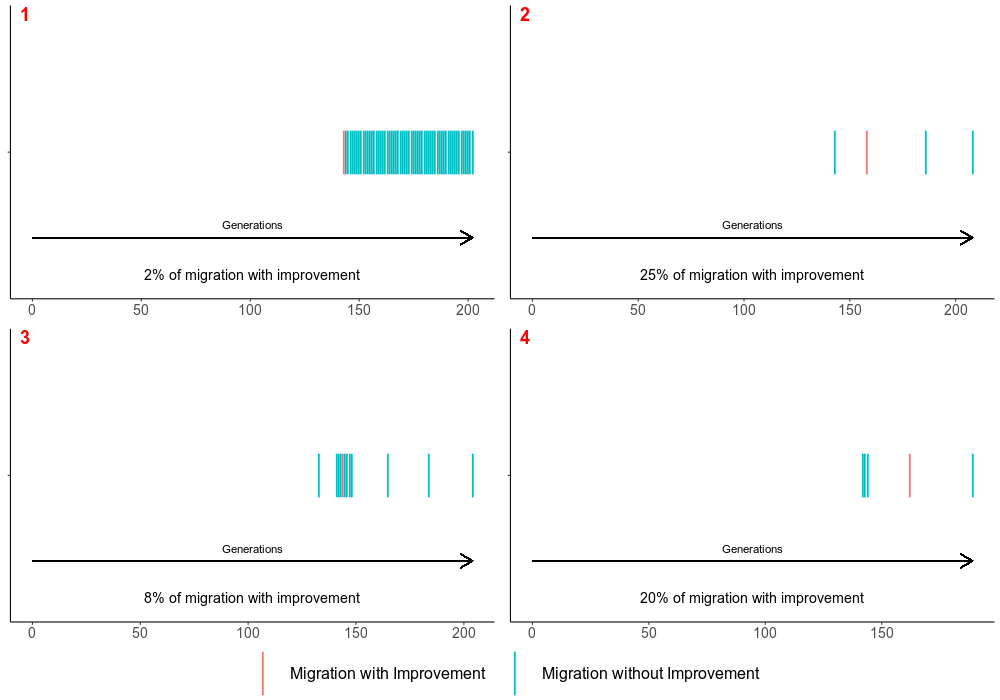 1
Generations
2% of migration with improvement
0 50 100 150 200
2
Generations
25% of migration with improvement
0 50 100 150 200
3
Generations
8% of migration with improvement
0 50 100 150 200
4
Generations
20% of migration with improvement
0 50 100 150
Migration with Improvement Migration without Improvement